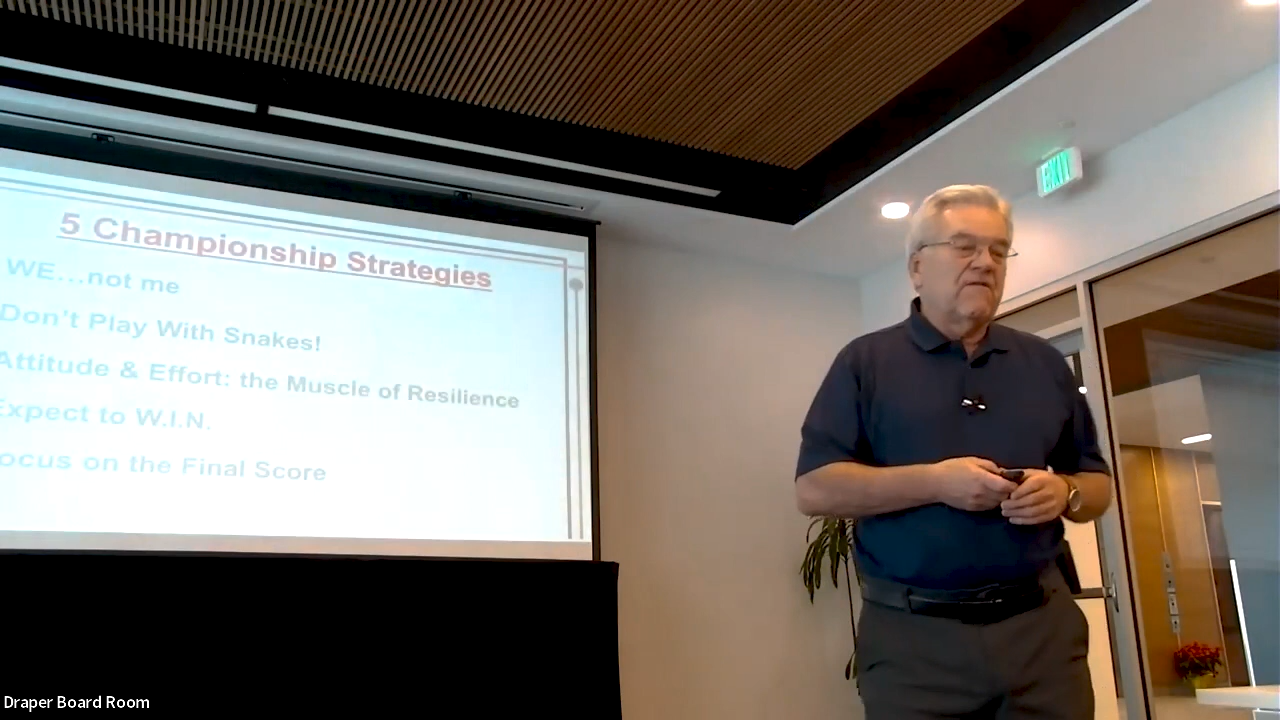 5 Championship Strategies
WE...not me
Don't Play With Snakes!
Attitude & Effort: the Muscle of Resilience
Expect to W.I.N.
ocus on the Final Score
EXIT
Draper Board Room